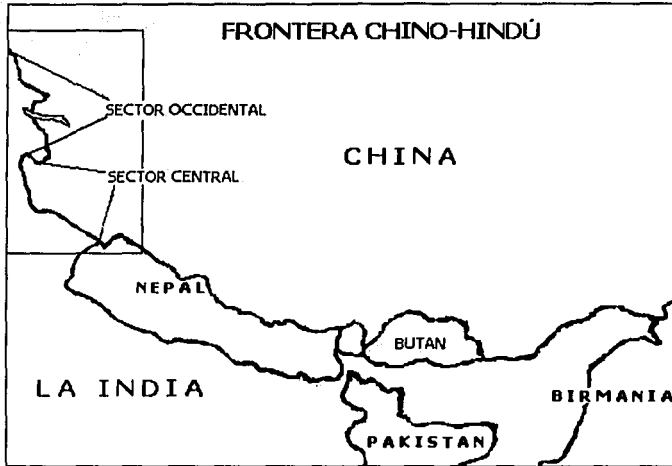 FRONTERA CHINO-HINDÚ
SECTOR OCCIDENTAL
CHINA
SECTOR CENTRAL
NEPAL
BUTAN
LA INDIA
BIRMANIA
PAKISTAN